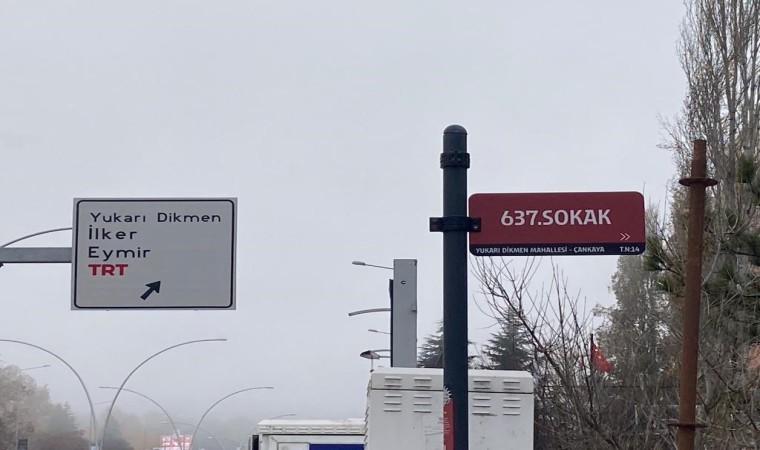 Yukarı Dikmen
İlker
Eymir
TRT
637.SOKAK
YUKARI DİKMEN MAHALLESİ - ÇANKAYA T.N:14